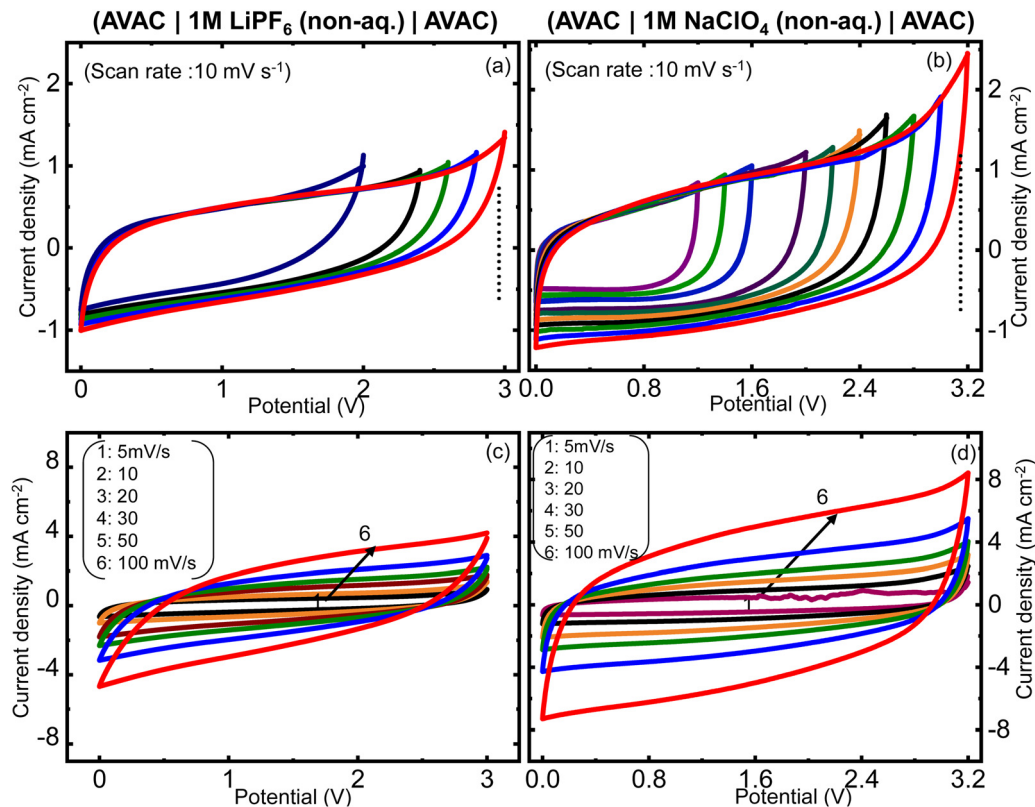 (AVAC | 1M LiPF₆ (non-aq.) | AVAC)
(AVAC | 1M NaClO₄ (non-aq.) | AVAC)
(Scan rate :10 mV s⁻¹)
(a)
2
1
0
-1
Current density (mA cm⁻²)
0
1
2
3
Potential (V)
(Scan rate :10 mV s⁻¹)
(b)
2
1
0
-1
Current density (mA cm⁻²)
0.0
0.8
1.6
2.4
3.2
Potential (V)
1: 5mV/s
2: 10
3: 20
4: 30
5: 50
6: 100 mV/s
(c)
6
1
8
4
0
-4
-8
Current density (mA cm⁻²)
0
1
2
3
Potential (V)
1: 5mV/s
2: 10
3: 20
4: 30
5: 50
6: 100 mV/s
(d)
6
1
8
4
0
-4
-8
Current density (mA cm⁻²)
0.0
0.8
1.6
2.4
3.2
Potential (V)